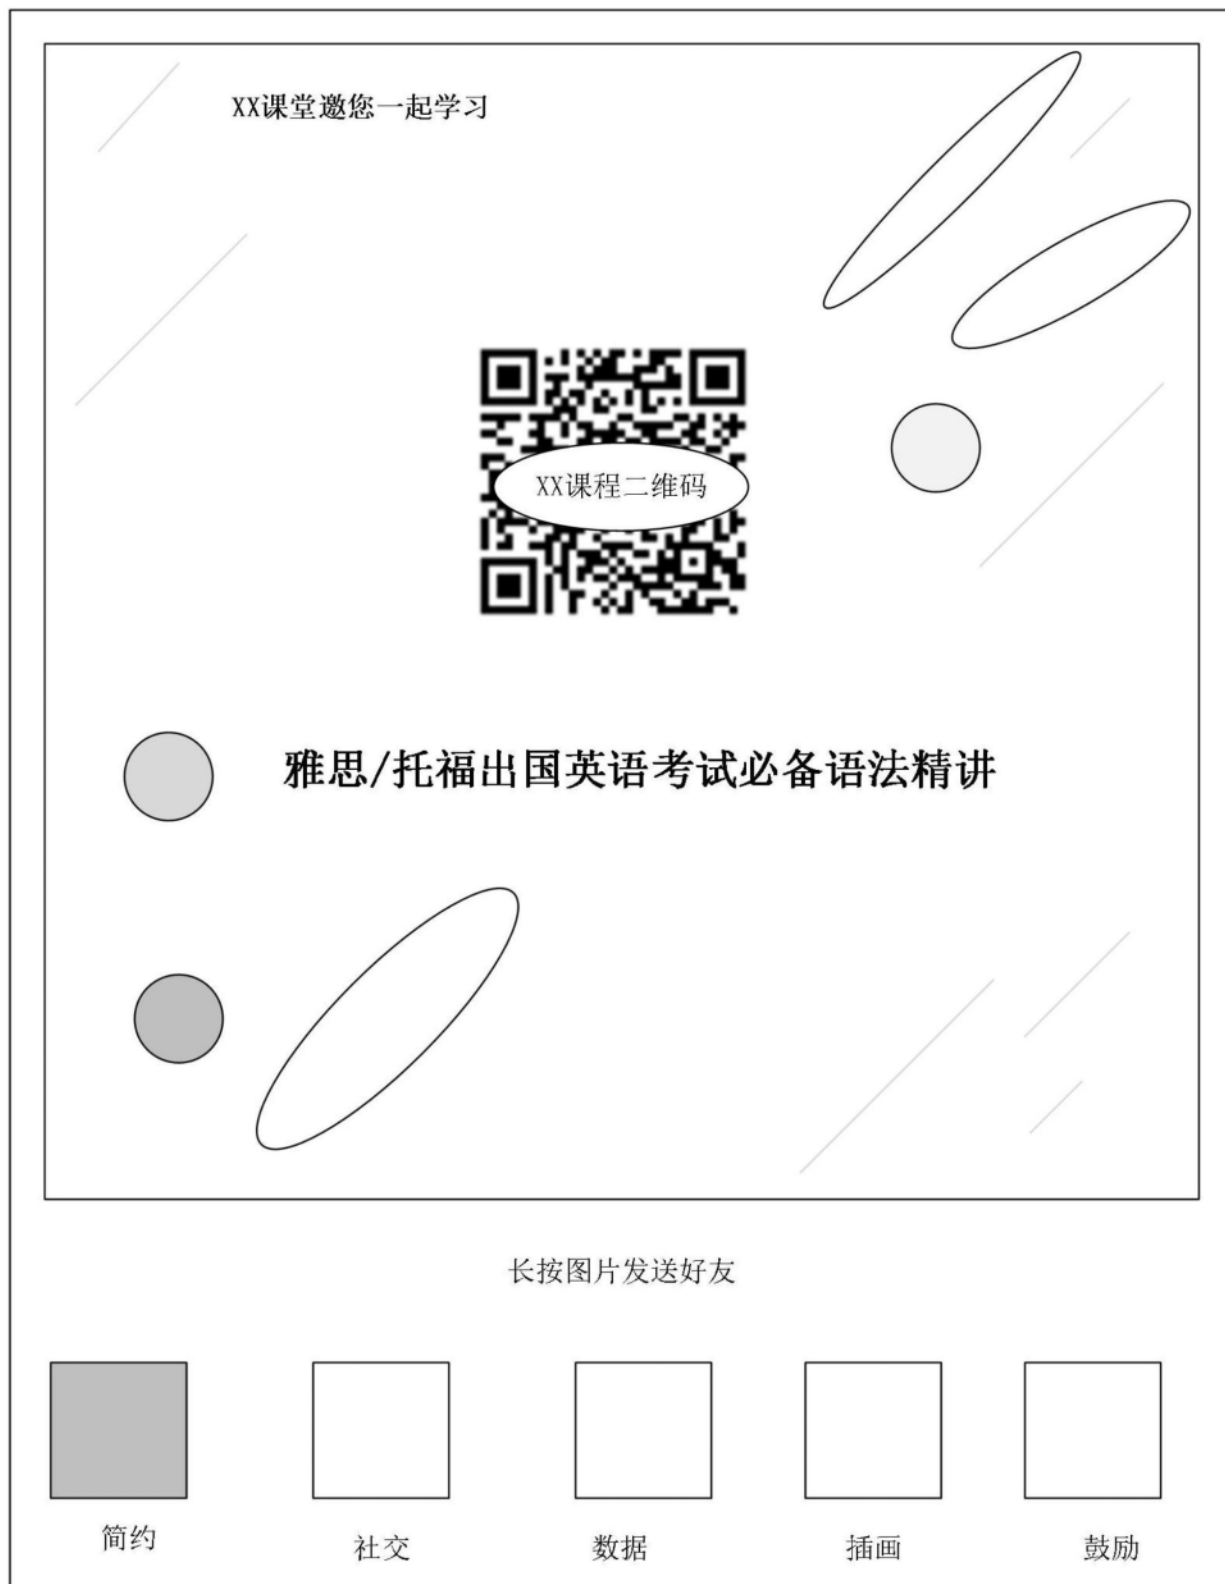 XX课堂邀您一起学习
XX课程二维码
雅思/托福出国英语考试必备语法精讲
长按图片发送好友
简约 社交 数据 插画 鼓励